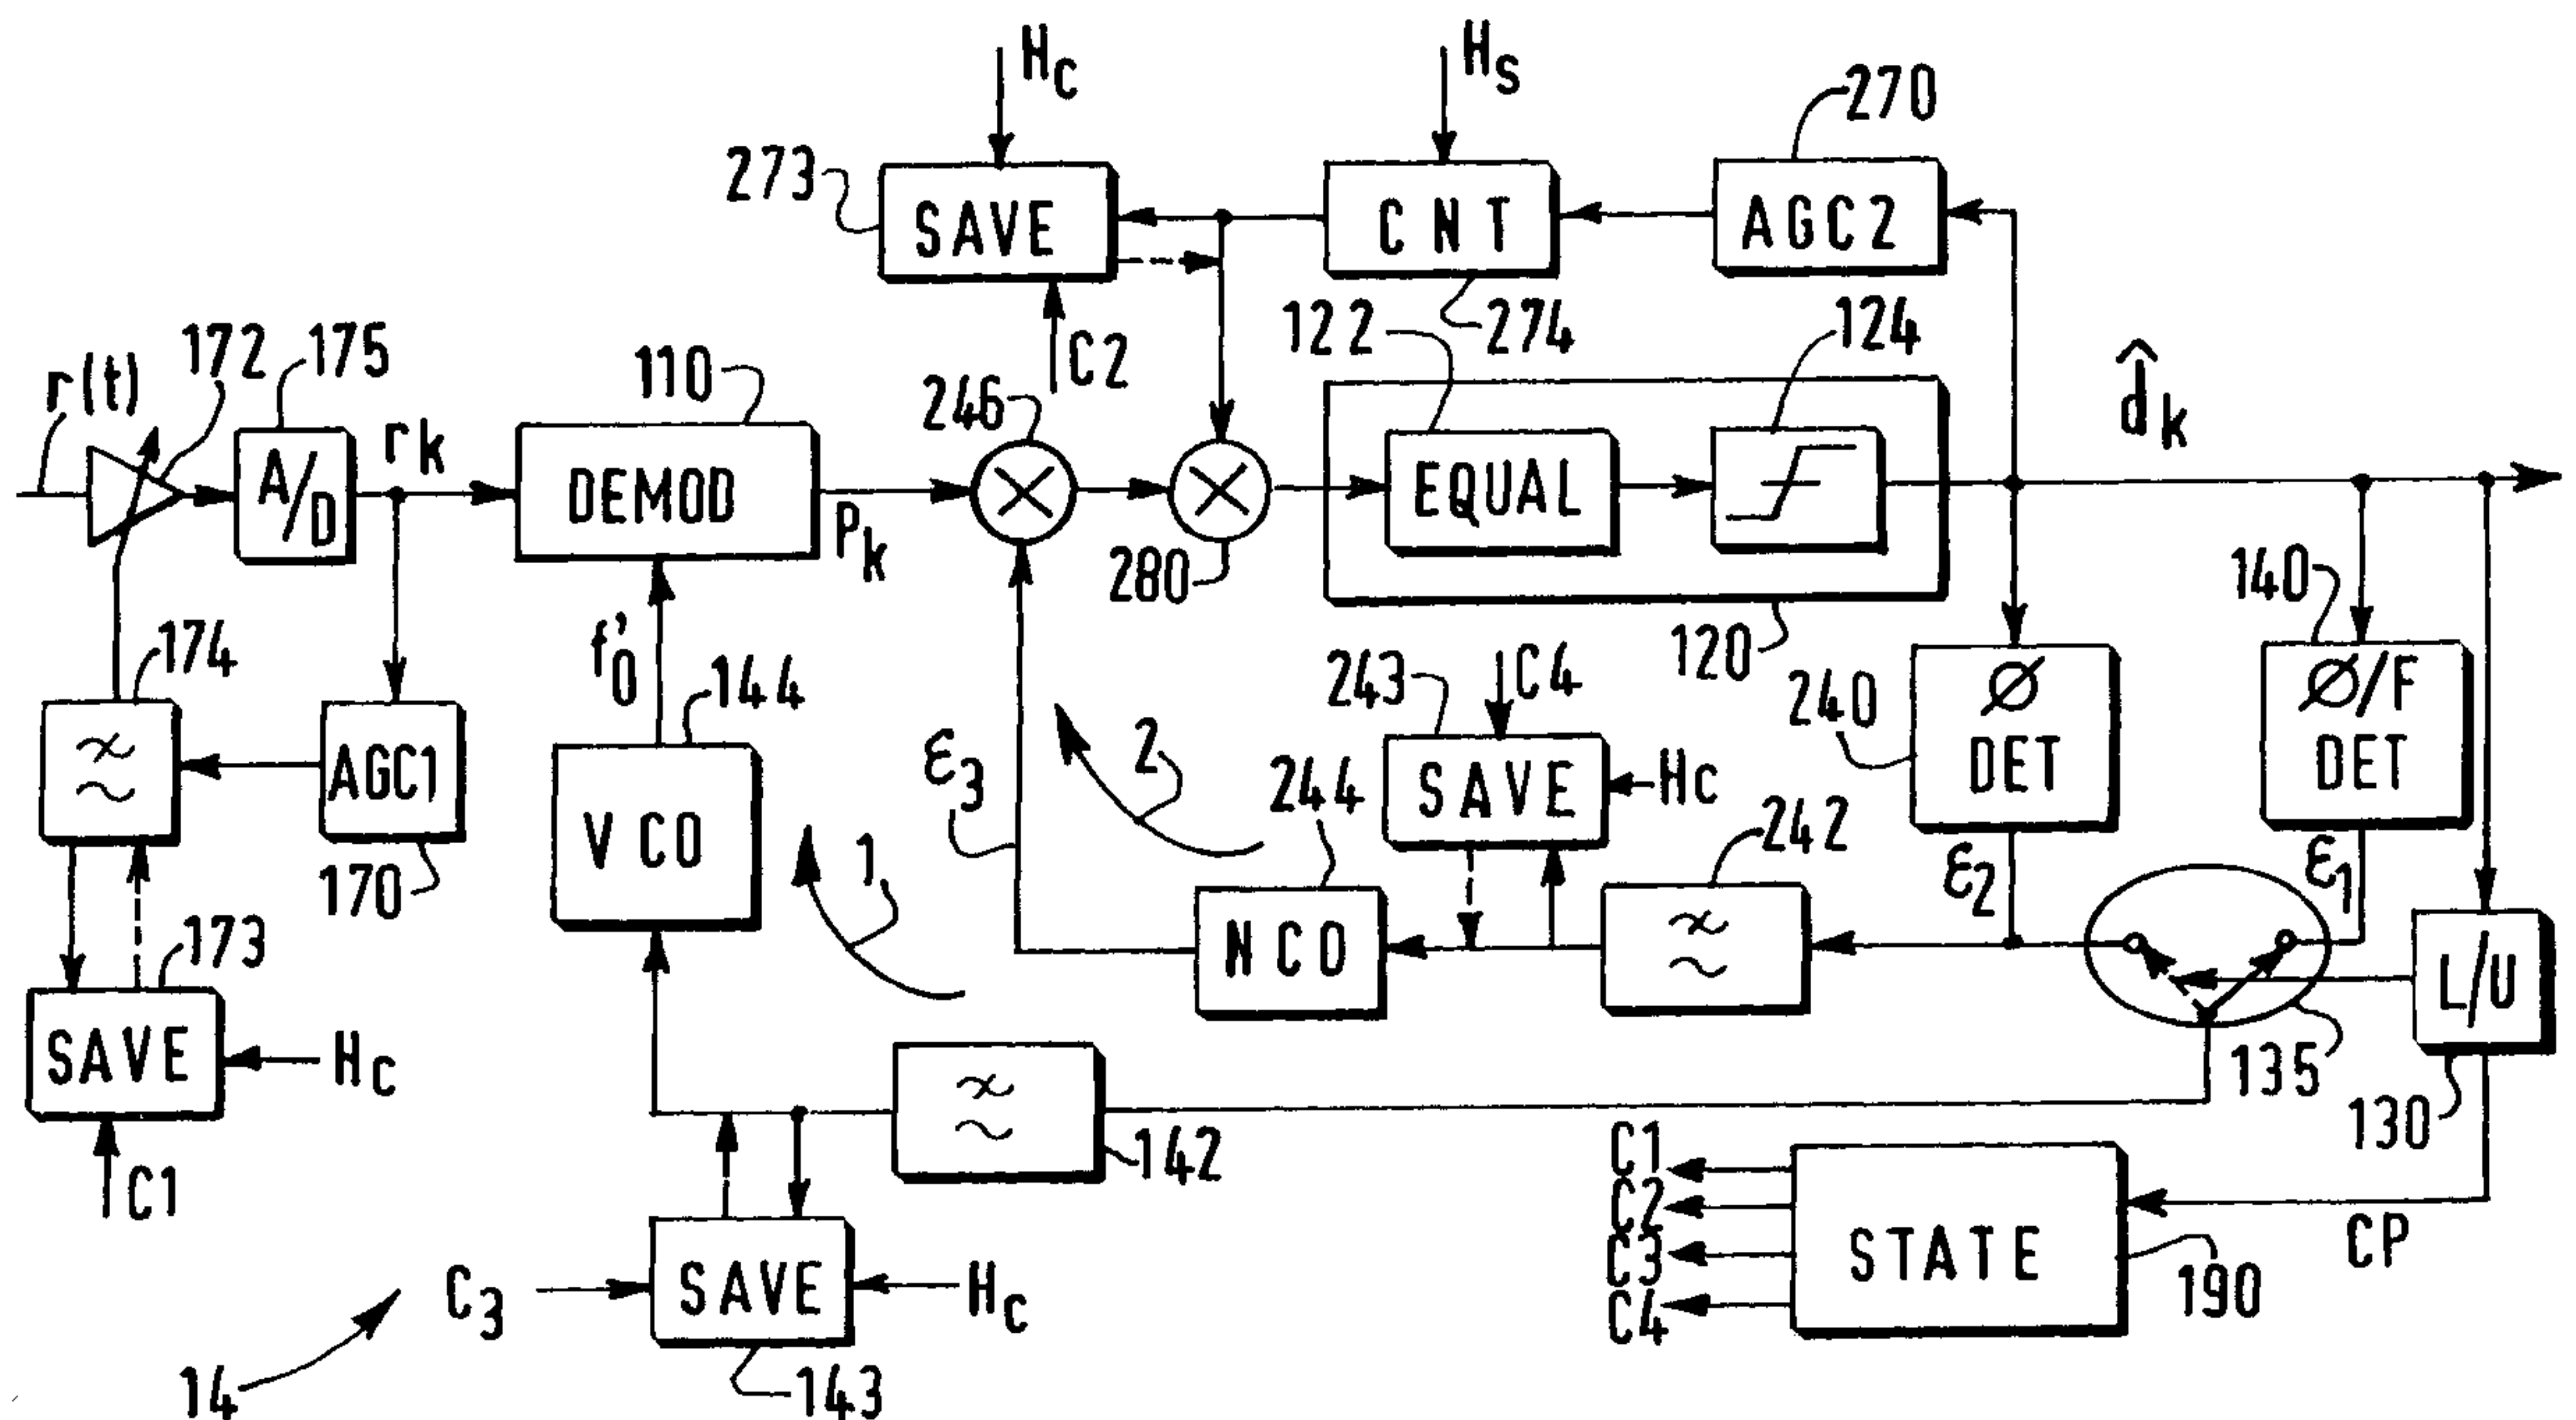 Hc
Hs
270
273
SAVE
CNT
AGC2
C2
274
122
124
r(t)
172
175
A/D
rk
110
DEMOD
Pk
246
280
EQUAL
120
d̂k
174
AGC1
170
f'0
144
VCO
1
ε3
2
243
C4
SAVE
Hc
244
NCO
242
240
Ø
DET
ε2
140
Ø/F
DET
ε1
L/U
135
130
173
SAVE
Hc
C1
142
C3
SAVE
Hc
143
C1
C2
C3
C4
STATE
CP
190
14